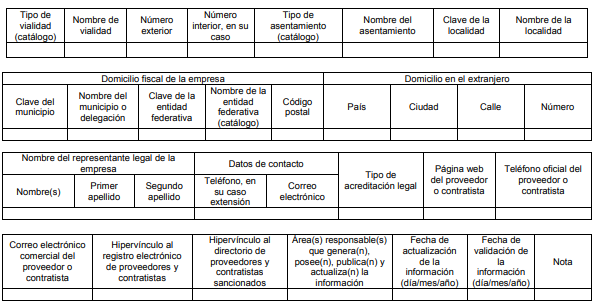 Tipo de vialidad (catálogo)
Nombre de vialidad
Número exterior
Número interior, en su caso
Tipo de asentamiento (catálogo)
Nombre del asentamiento
Clave de la localidad
Nombre de la localidad
Domicilio fiscal de la empresa
Domicilio en el extranjero
Clave del municipio
Nombre del municipio o delegación
Clave de la entidad federativa
Nombre de la entidad federativa (catálogo)
Código postal
País
Ciudad
Calle
Número
Nombre del representante legal de la empresa
Datos de contacto
Tipo de acreditación legal
Página web del proveedor o contratista
Teléfono oficial del proveedor o contratista
Nombre(s)
Primer apellido
Segundo apellido
Teléfono, en su caso extensión
Correo electrónico
Correo electrónico comercial del proveedor o contratista
Hipervínculo al registro electrónico de proveedores y contratistas
Hipervínculo al directorio de proveedores y contratistas sancionados
Área(s) responsable(s) que genera(n), posee(n), publica(n) y actualiza(n) la información
Fecha de actualización de la información (día/mes/año)
Fecha de validación de la información (día/mes/año)
Nota